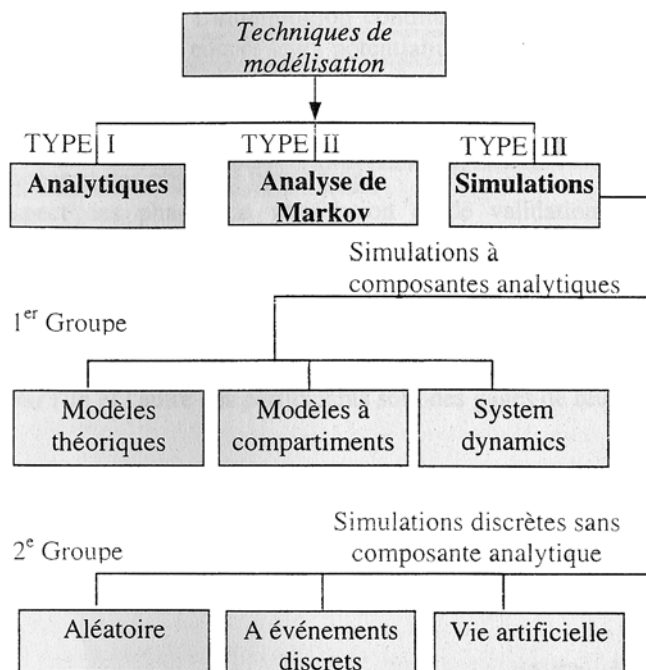 Techniques de
modélisation
TYPE I TYPE II TYPE III
Analytiques
Analyse de
Markov
Simulations
Simulations à
composantes analytiques
1er Groupe
Modèles
théoriques
Modèles à
compartiments
System
dynamics
Simulations discrètes sans
composante analytique
2e Groupe
Aléatoire
A événements
discrets
Vie artificielle